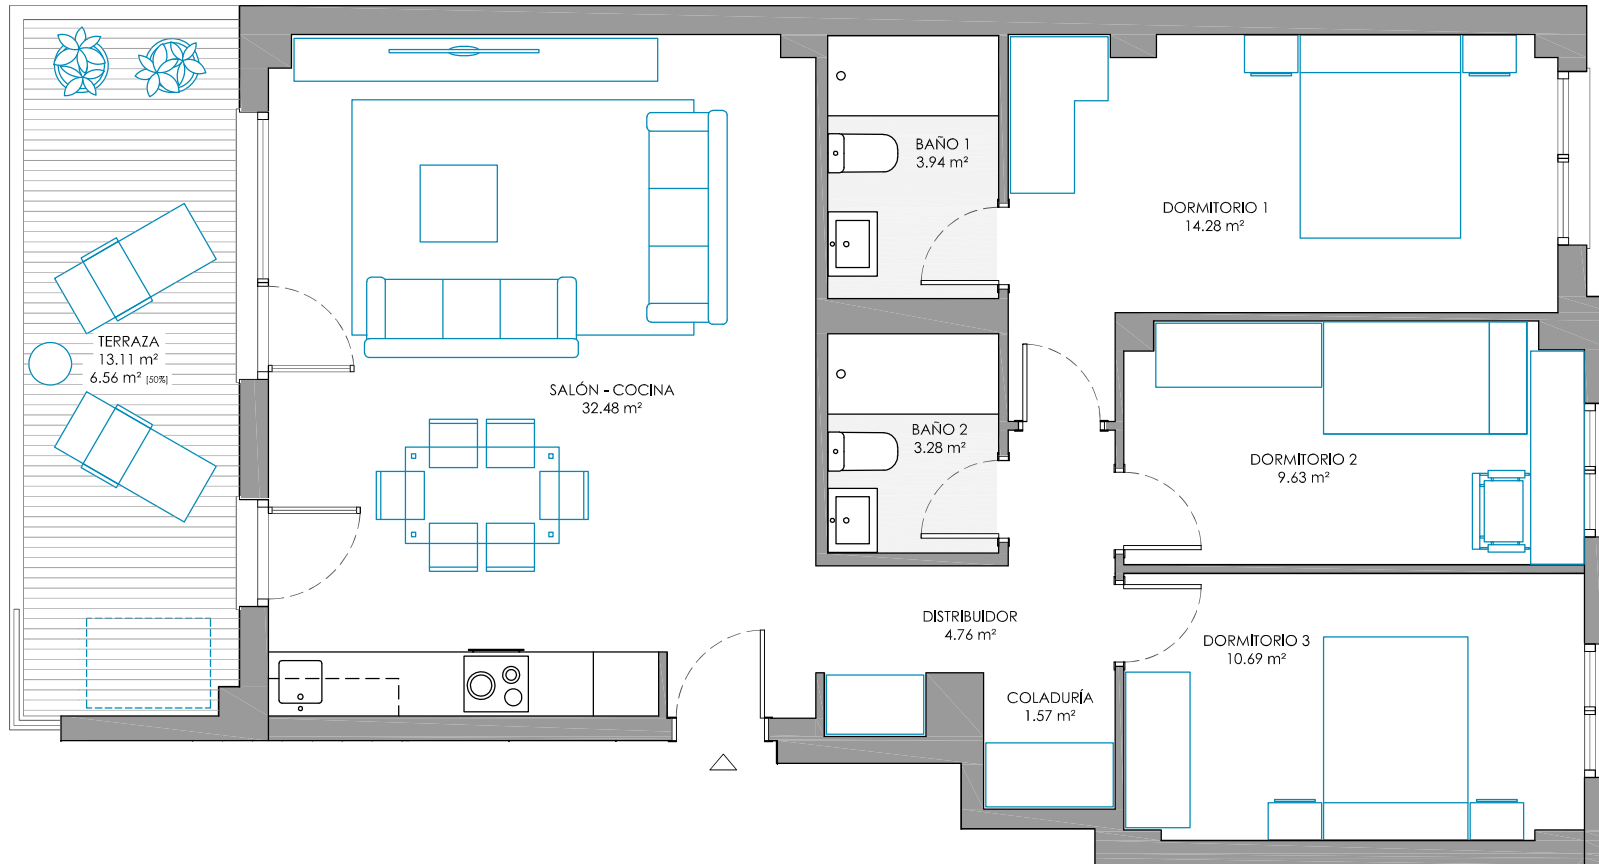 BAÑO 1
3.94 m²
DORMITORIO 1
14.28 m²
TERRAZA
13.11 m²
6.56 m² (50%)
SALÓN - COCINA
32.48 m²
BAÑO 2
3.28 m²
DORMITORIO 2
9.63 m²
DISTRIBUIDOR
4.76 m²
DORMITORIO 3
10.69 m²
COLADURÍA
1.57 m²